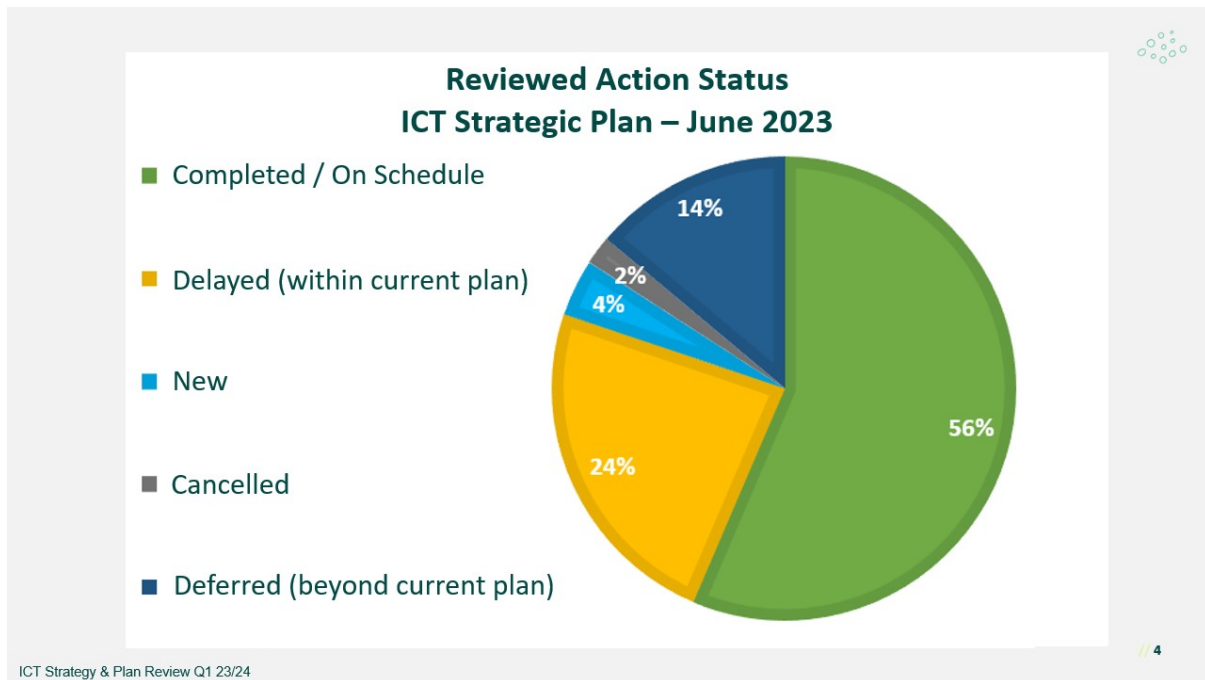 Reviewed Action Status
ICT Strategic Plan – June 2023
Completed / On Schedule
Delayed (within current plan)
New
Cancelled
Deferred (beyond current plan)
14%
2%
4%
56%
24%
// 4
ICT Strategy & Plan Review Q1 23/24